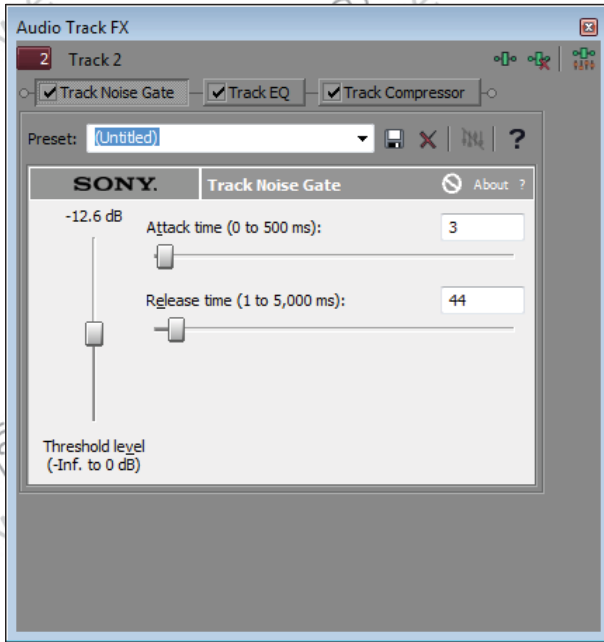 Audio Track FX
2 Track 2
Track Noise Gate Track EQ Track Compressor
Preset: (Untitled) ?
SONY. Track Noise Gate About ?
-12.6 dB
Attack time (0 to 500 ms): 3
Release time (1 to 5,000 ms): 44
Threshold level
(-Inf. to 0 dB)